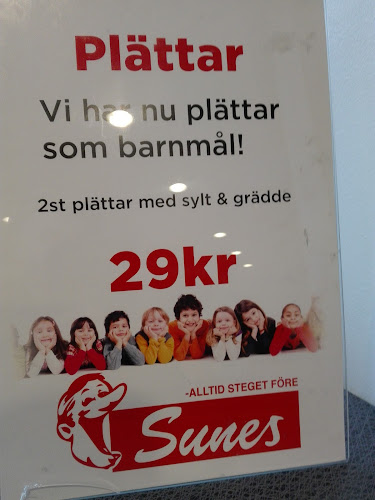 Plättar
Vi har nu plättar
som barnmål!
2st plättar med sylt & grädde
29kr
-ALLTID STEGET FÖRE
Sunes